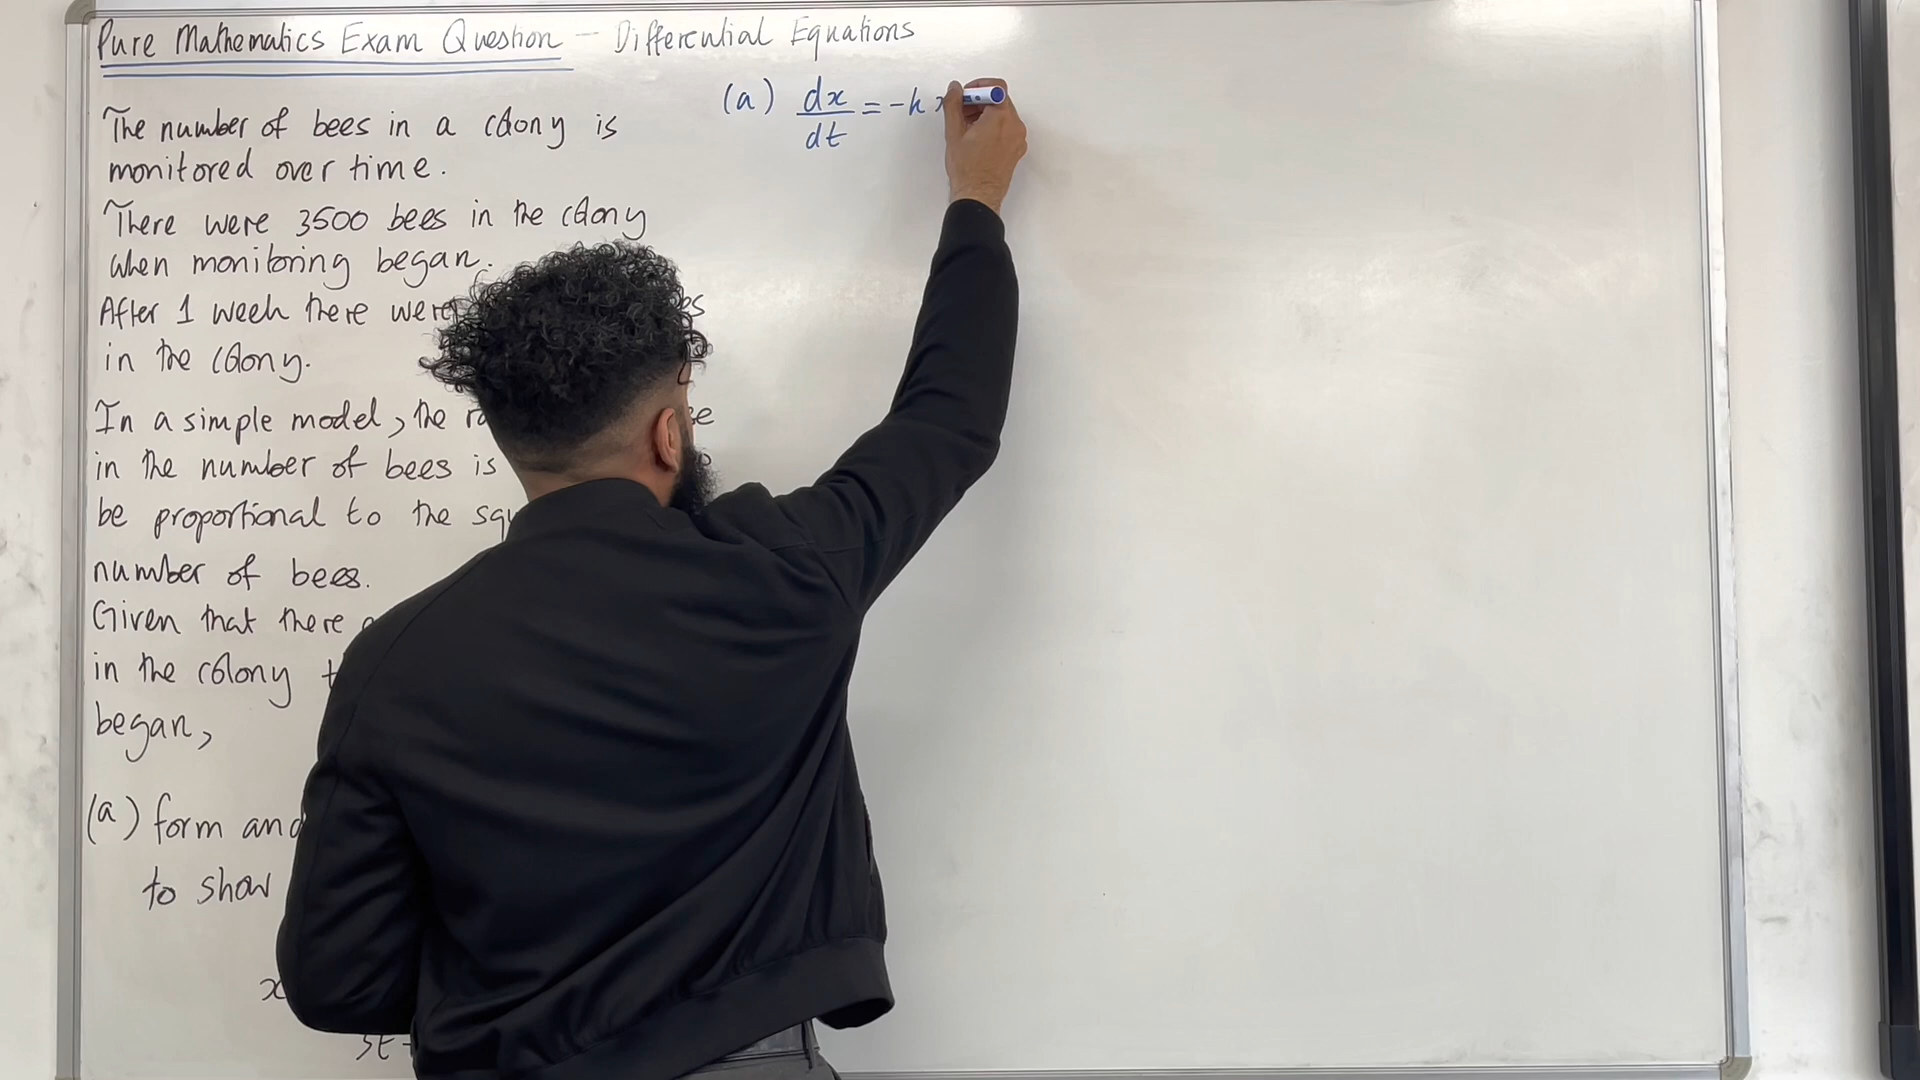 Pure Mathematics Exam Question – Differential Equations
The number of bees in a colony is
monitored over time.
There were 3500 bees in the colony
when monitoring began.
After 1 week there were
in the colony.
In a simple model, the
in the number of bees is
be proportional to the
number of bees.
Given that there
in the colony
began,
(a) form and
to show
x
5t
(a) dx/dt = -k